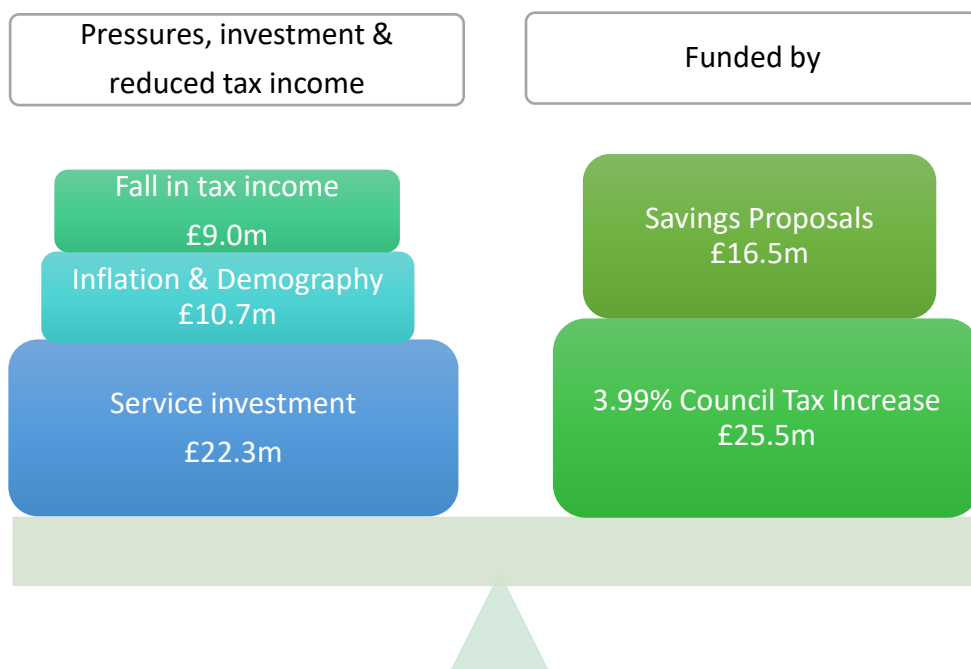 Pressures, investment &
reduced tax income
Funded by
Fall in tax income
£9.0m
Inflation & Demography
£10.7m
Service investment
£22.3m
Savings Proposals
£16.5m
3.99% Council Tax Increase
£25.5m